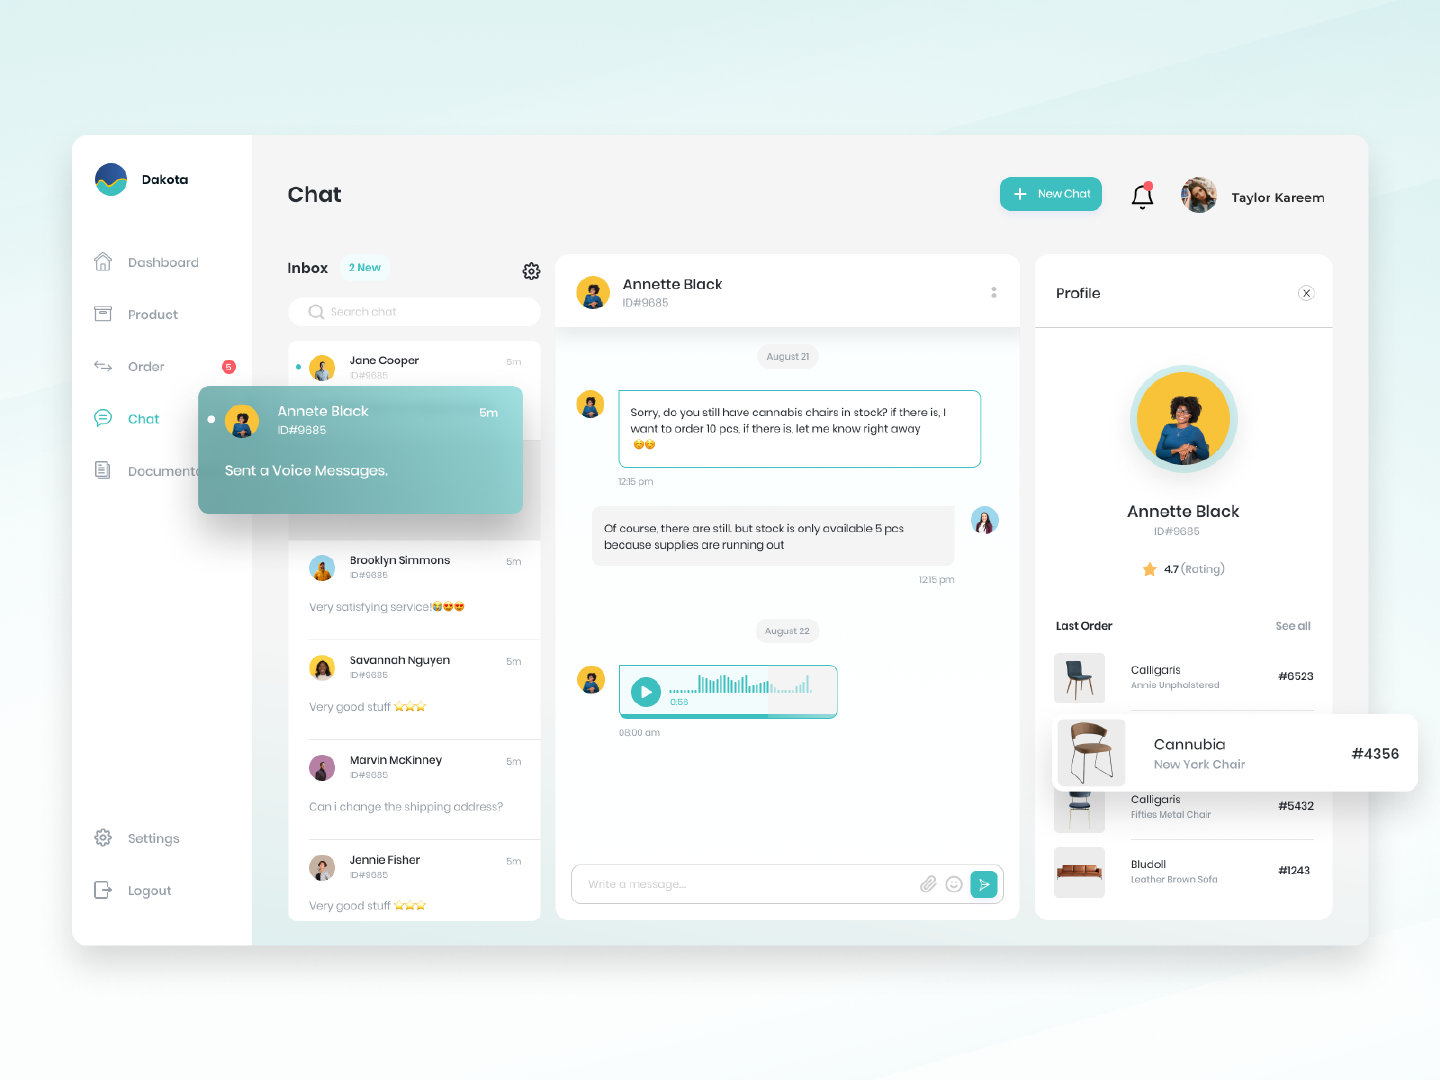 Dakota
Dashboard
Product
Order
5
Chat
Document
Settings
Logout
Chat
New Chat
Taylor Kareem
Inbox
2 New
Search chat
Jane Cooper
5m
ID#9685
Annete Black
5m
ID#9685
Sent a Voice Messages.
Brooklyn Simmons
5m
ID#9685
Very satisfying service!😭😍😍
Savannah Nguyen
5m
ID#9685
Very good stuff ⭐⭐⭐
Marvin McKinney
5m
ID#9685
Can i change the shipping address?
Jennie Fisher
5m
ID#9685
Very good stuff ⭐⭐⭐
Annette Black
ID#9685
August 21
Sorry, do you still have cannabis chairs in stock? if there is, I
want to order 10 pcs, if there is, let me know right away
☺️☺️
12:15 pm
Of course, there are still, but stock is only available 5 pcs
because supplies are running out
12:15 pm
August 22
0:56
08:00 am
Write a message...
Profile
Annette Black
ID#9685
4.7 (Rating)
Last Order
See all
Calligaris
Annie Unpholstered
#6523
Cannubia
New York Chair
#4356
Calligaris
Fifties Metal Chair
#5432
Bludoll
Leather Brown Sofa
#1243